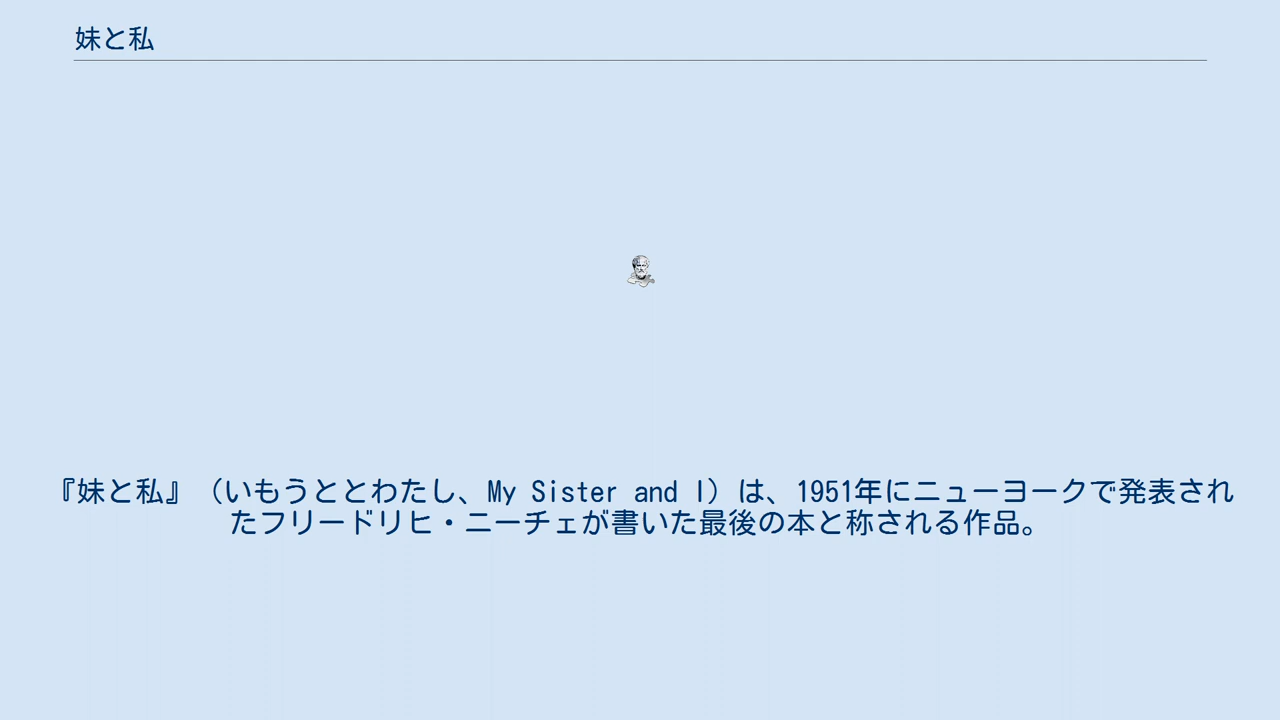 妹と私
『妹と私』（いもうととわたし、My Sister and I）は、1951年にニューヨークで発表され
たフリードリヒ・ニーチェが書いた最後の本と称される作品。